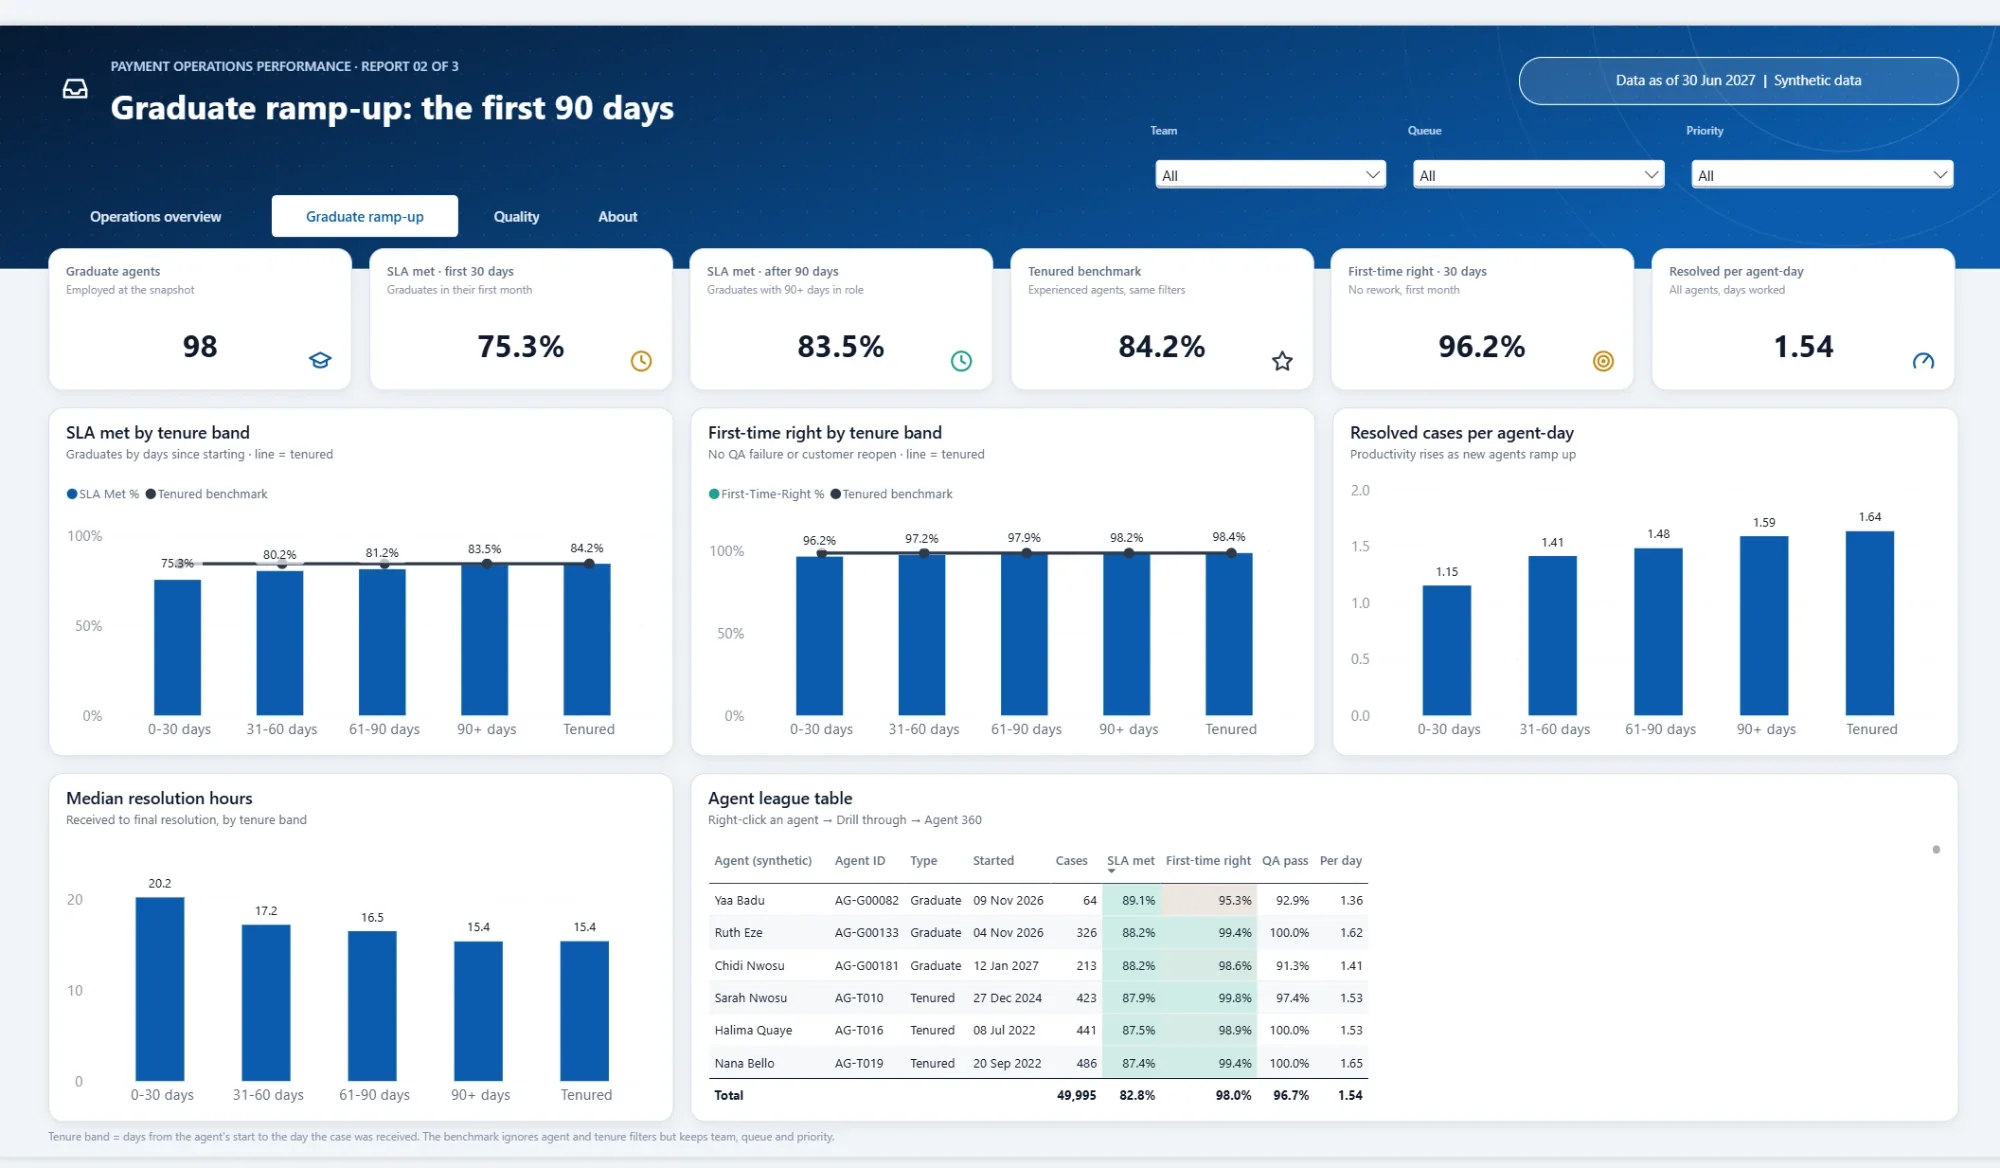 PAYMENT OPERATIONS PERFORMANCE · REPORT 02 OF 3
Graduate ramp-up: the first 90 days
Data as of 30 Jun 2027 | Synthetic data
Team Queue Priority
All All All
Operations overview Graduate ramp-up Quality About
Graduate agents
Employed at the snapshot
98
SLA met · first 30 days
Graduates in their first month
75.3%
SLA met · after 90 days
Graduates with 90+ days in role
83.5%
Tenured benchmark
Experienced agents, same filters
84.2%
First-time right · 30 days
No rework, first month
96.2%
Resolved per agent-day
All agents, days worked
1.54
SLA met by tenure band
Graduates by days since starting · line = tenured
SLA Met % Tenured benchmark
100%
50%
0%
75.3% 80.2% 81.2% 83.5% 84.2%
0-30 days 31-60 days 61-90 days 90+ days Tenured
First-time right by tenure band
No QA failure or customer reopen · line = tenured
First-Time-Right % Tenured benchmark
100%
50%
0%
96.2% 97.2% 97.9% 98.2% 98.4%
0-30 days 31-60 days 61-90 days 90+ days Tenured
Resolved cases per agent-day
Productivity rises as new agents ramp up
2.0
1.5
1.0
0.5
0.0
1.15 1.41 1.48 1.59 1.64
0-30 days 31-60 days 61-90 days 90+ days Tenured
Median resolution hours
Received to final resolution, by tenure band
20
10
0
20.2 17.2 16.5 15.4 15.4
0-30 days 31-60 days 61-90 days 90+ days Tenured
Agent league table
Right-click an agent → Drill through → Agent 360
Agent (synthetic) Agent ID Type Started Cases SLA met First-time right QA pass Per day
Yaa Badu AG-G00082 Graduate 09 Nov 2026 64 89.1% 95.3% 92.9% 1.36
Ruth Eze AG-G00133 Graduate 04 Nov 2026 326 88.2% 99.4% 100.0% 1.62
Chidi Nwosu AG-G00181 Graduate 12 Jan 2027 213 88.2% 98.6% 91.3% 1.41
Sarah Nwosu AG-T010 Tenured 27 Dec 2024 423 87.9% 99.8% 97.4% 1.53
Halima Quaye AG-T016 Tenured 08 Jul 2022 441 87.5% 98.9% 100.0% 1.53
Nana Bello AG-T019 Tenured 20 Sep 2022 486 87.4% 99.4% 100.0% 1.65
Total 49,995 82.8% 98.0% 96.7% 1.54
Tenure band = days from the agent's start to the day the case was received. The benchmark ignores agent and tenure filters but keeps team, queue and priority.